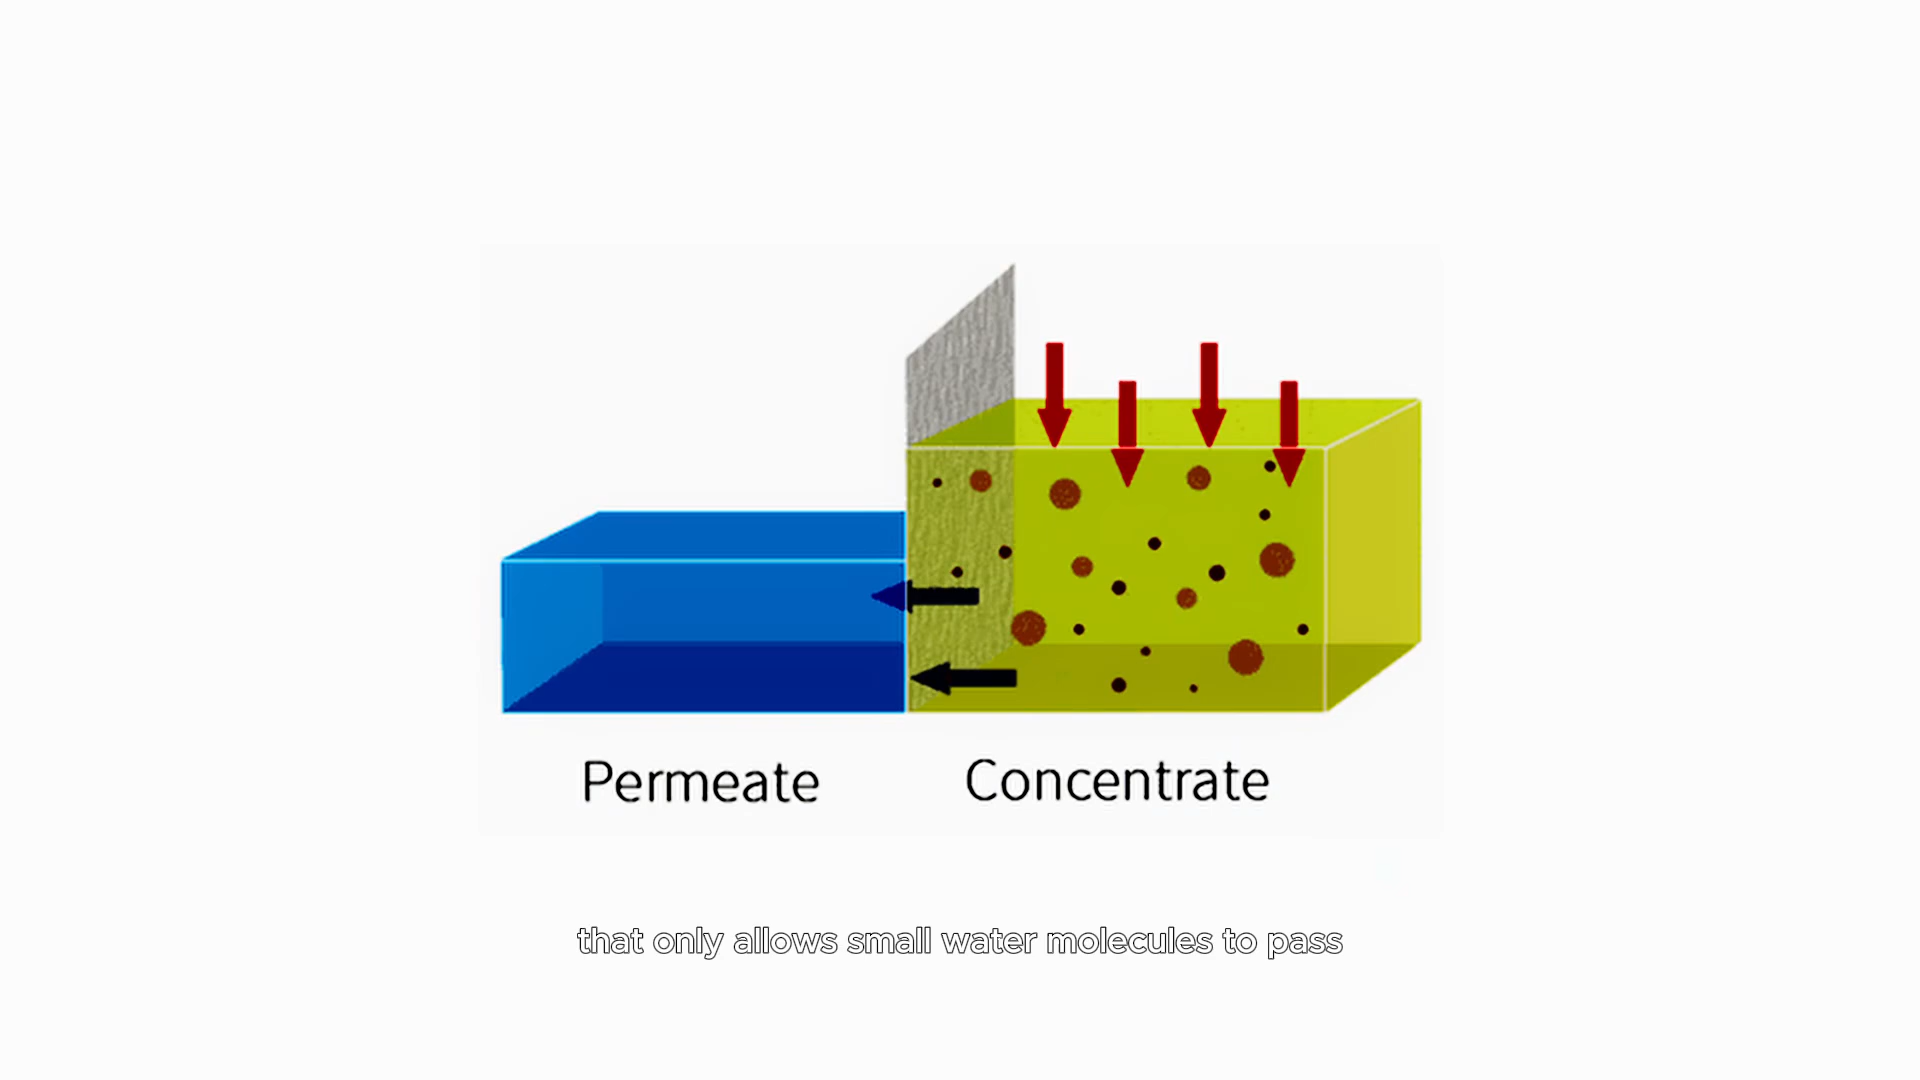 Permeate
Concentrate
that only allows small water molecules to pass